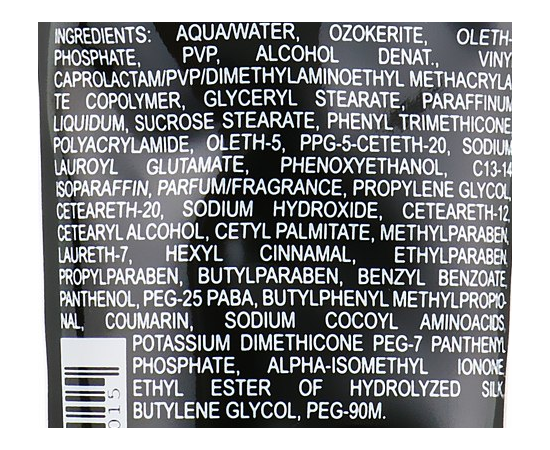 INGREDIENTS: AQUA/WATER, OZOKERITE, OLETH-
PHOSPHATE, PVP, ALCOHOL DENAT., VINY
CAPROLACTAM/PVP/DIMETHYLAMINOETHYL METHACRYLA
TE COPOLYMER, GLYCERYL STEARATE, PARAFFINUM
LIQUIDUM, SUCROSE STEARATE, PHENYL TRIMETHICONE,
POLYACRYLAMIDE, OLETH-5, PPG-5-CETETH-20, SODIUM
LAUROYL GLUTAMATE, PHENOXYETHANOL, C13-14
ISOPARAFFIN, PARFUM/FRAGRANCE, PROPYLENE GLYCOL,
CETEARETH-20, SODIUM HYDROXIDE, CETEARETH-12,
CETEARYL ALCOHOL, CETYL PALMITATE, METHYLPARABEN,
LAURETH-7, HEXYL CINNAMAL, ETHYLPARABEN,
PROPYLPARABEN, BUTYLPARABEN, BENZYL BENZOATE,
PANTHENOL, PEG-25 PABA, BUTYLPHENYL METHYLPROPIO-
NAL, COUMARIN, SODIUM COCOYL AMINOACIDS,
POTASSIUM DIMETHICONE PEG-7 PANTHENYL
PHOSPHATE, ALPHA-ISOMETHYL IONONE,
ETHYL ESTER OF HYDROLYZED SILK,
BUTYLENE GLYCOL, PEG-90M.
015